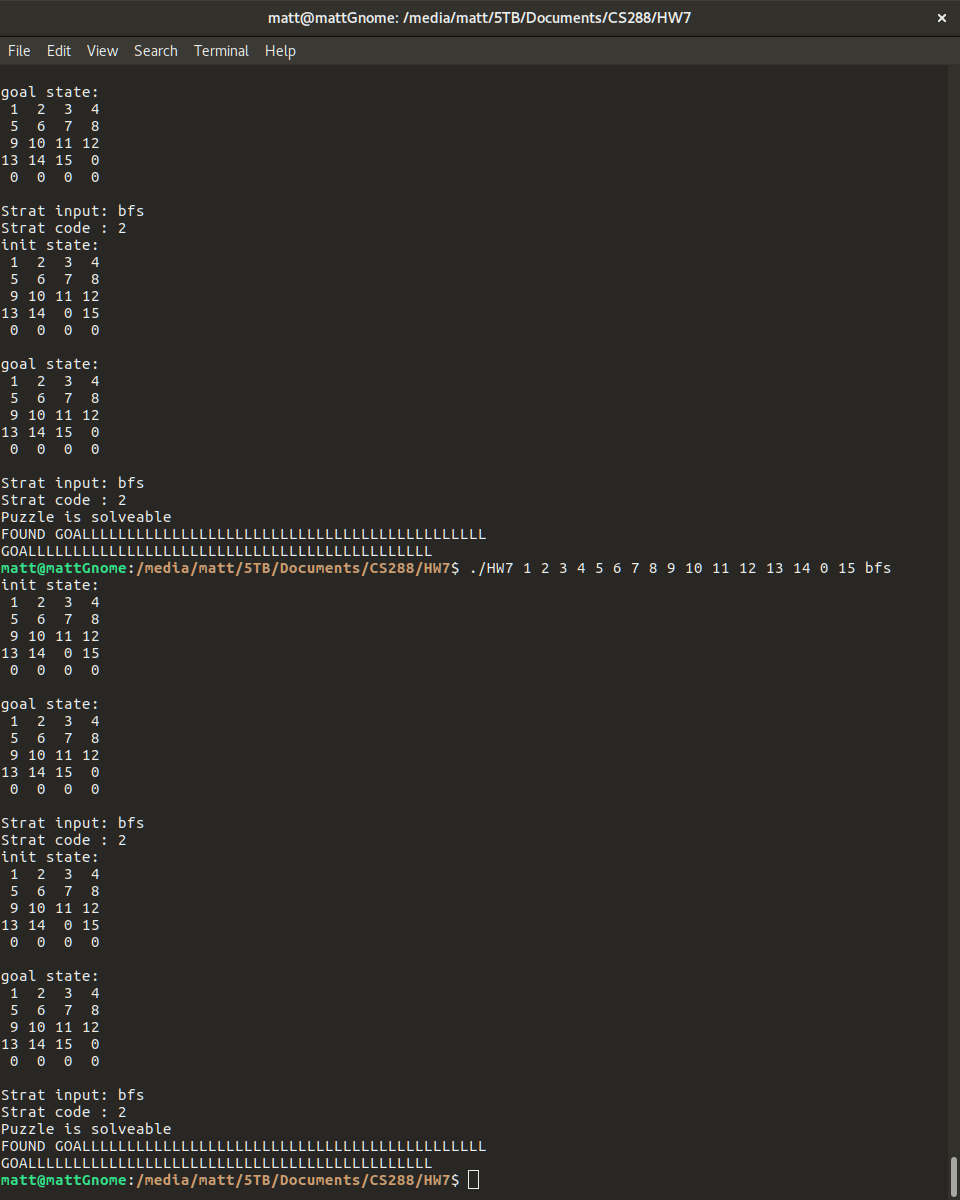 matt@mattGnome: /media/matt/5TB/Documents/CS288/HW7 ×
File Edit View Search Terminal Help
goal state:
1 2 3 4
5 6 7 8
9 10 11 12
13 14 15 0
0 0 0 0
Strat input: bfs
Strat code : 2
init state:
1 2 3 4
5 6 7 8
9 10 11 12
13 14 0 15
0 0 0 0
goal state:
1 2 3 4
5 6 7 8
9 10 11 12
13 14 15 0
0 0 0 0
Strat input: bfs
Strat code : 2
Puzzle is solveable
FOUND GOALLLLLLLLLLLLLLLLLLLLLLLLLLLLLLLLLLLLLLLLLLLLL
GOALLLLLLLLLLLLLLLLLLLLLLLLLLLLLLLLLLLLLLLLLLLLL
matt@mattGnome:/media/matt/5TB/Documents/CS288/HW7$ ./HW7 1 2 3 4 5 6 7 8 9 10 11 12 13 14 0 15 bfs
init state:
1 2 3 4
5 6 7 8
9 10 11 12
13 14 0 15
0 0 0 0
goal state:
1 2 3 4
5 6 7 8
9 10 11 12
13 14 15 0
0 0 0 0
Strat input: bfs
Strat code : 2
init state:
1 2 3 4
5 6 7 8
9 10 11 12
13 14 0 15
0 0 0 0
goal state:
1 2 3 4
5 6 7 8
9 10 11 12
13 14 15 0
0 0 0 0
Strat input: bfs
Strat code : 2
Puzzle is solveable
FOUND GOALLLLLLLLLLLLLLLLLLLLLLLLLLLLLLLLLLLLLLLLLLLLL
GOALLLLLLLLLLLLLLLLLLLLLLLLLLLLLLLLLLLLLLLLLLLLL
matt@mattGnome:/media/matt/5TB/Documents/CS288/HW7$